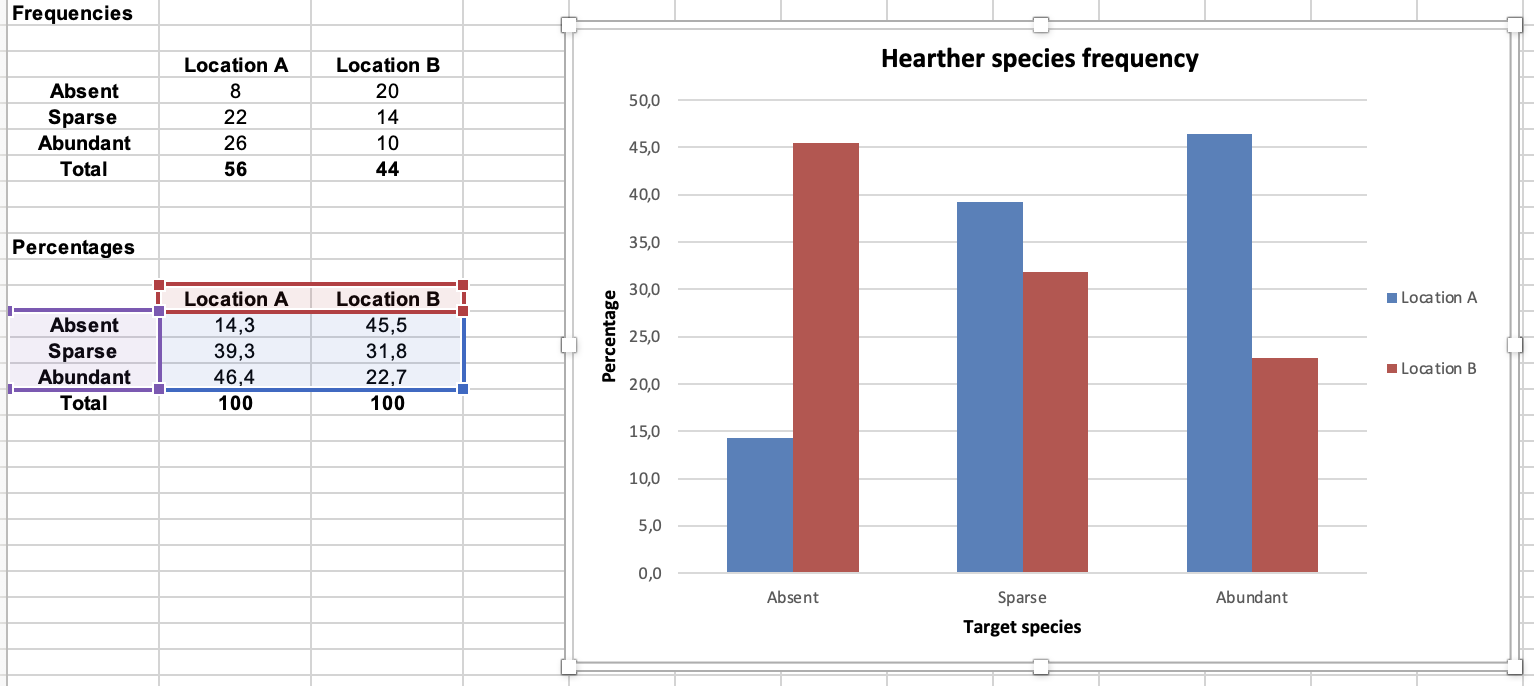 Frequencies
Location A Location B
Absent 8 20
Sparse 22 14
Abundant 26 10
Total 56 44
Percentages
Location A Location B
Absent 14,3 45,5
Sparse 39,3 31,8
Abundant 46,4 22,7
Total 100 100
Hearther species frequency
Percentage
50,0
45,0
40,0
35,0
30,0
25,0
20,0
15,0
10,0
5,0
0,0
Absent Sparse Abundant
Target species
Location A
Location B